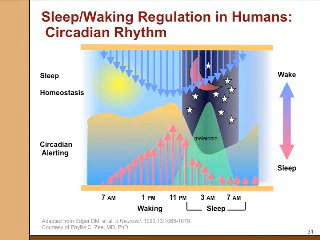 Sleep/Waking Regulation in Humans:
Circadian Rhythm
Sleep
Homeostasis
Wake
melatonin
Circadian
Alerting
Sleep
7 AM 1 PM 11 PM 3 AM 7 AM
Waking Sleep
Adapted from Edgar DM, et al. J Neurosci. 1993;13:1065-1079.
Courtesy of Phyllis C. Zee, MD, PhD
31